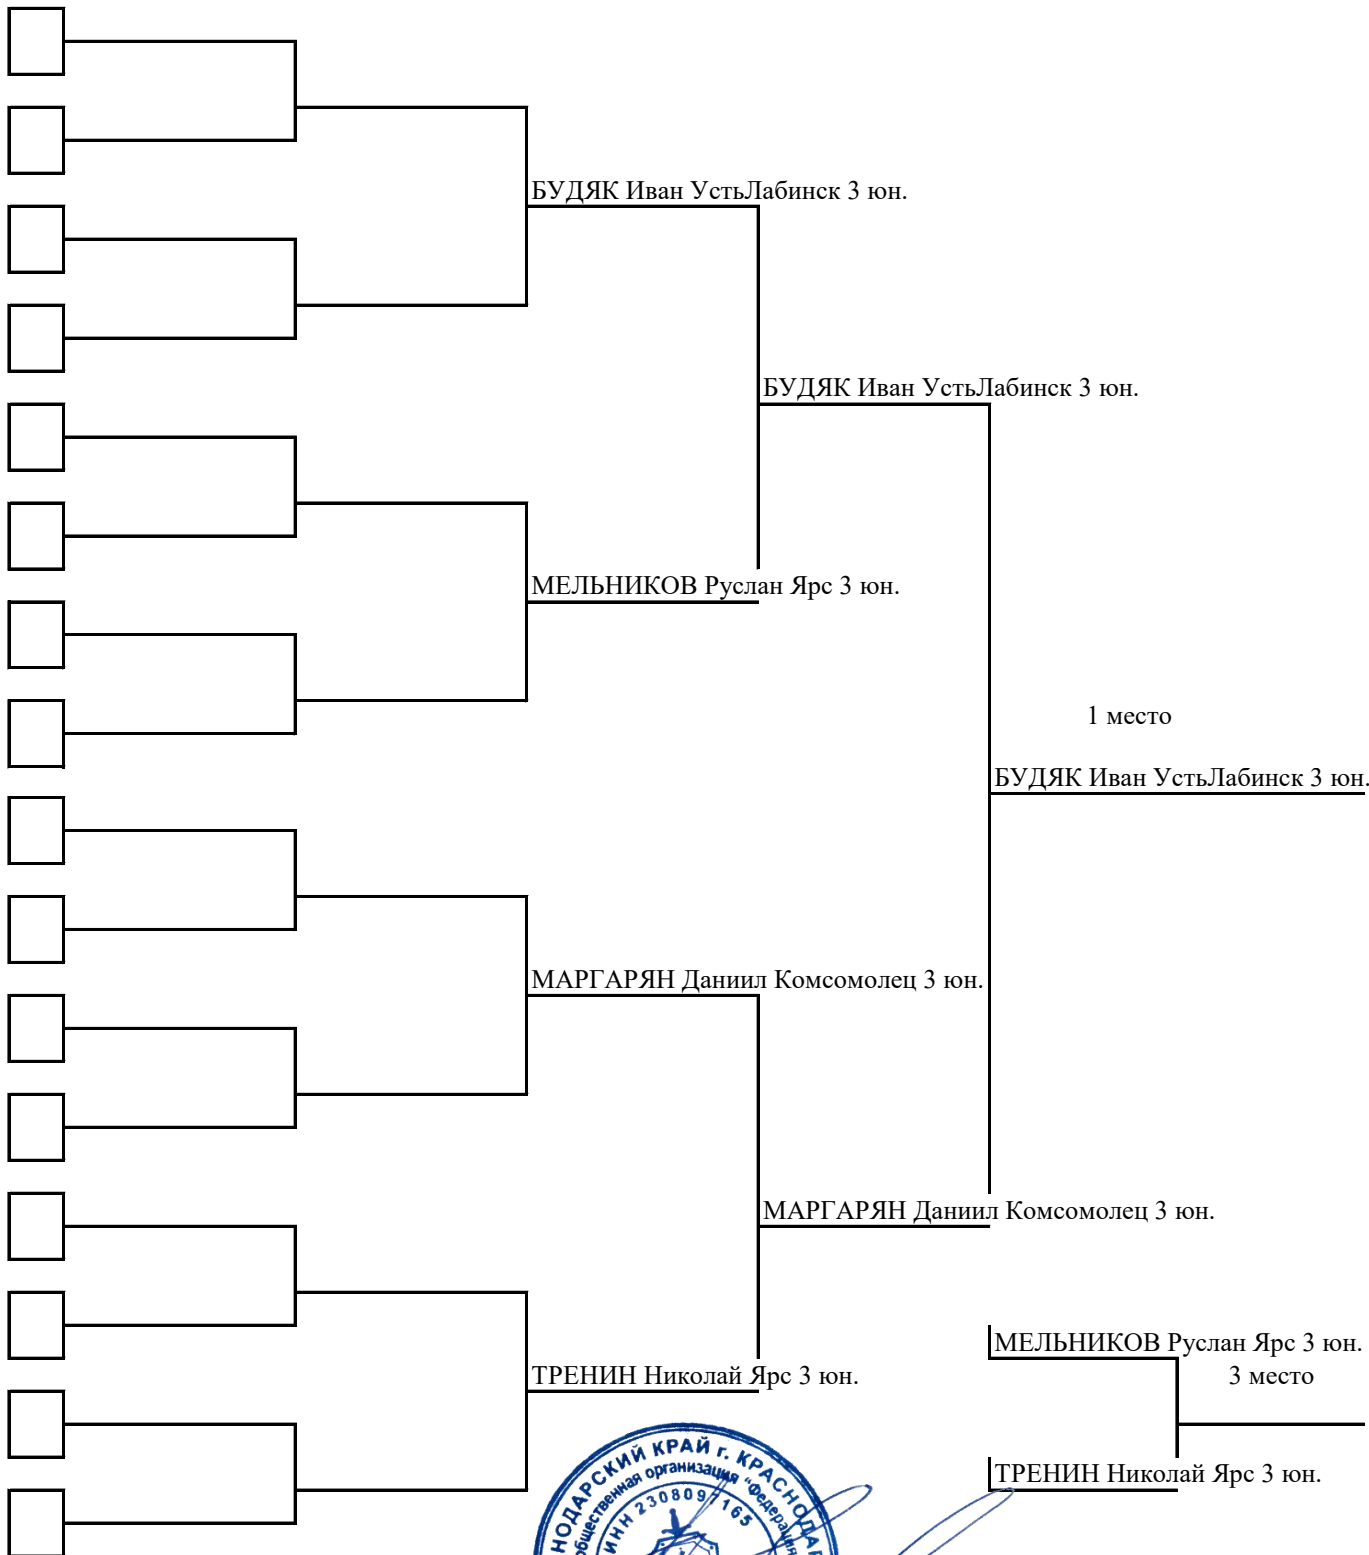 БУДЯК Иван УстьЛабинск 3 юн.
БУДЯК Иван УстьЛабинск 3 юн.
МЕЛЬНИКОВ Руслан Ярс 3 юн.
1 место
БУДЯК Иван УстьЛабинск 3 юн.
МАРГАРЯН Даниил Комсомолец 3 юн.
МАРГАРЯН Даниил Комсомолец 3 юн.
МЕЛЬНИКОВ Руслан Ярс 3 юн.
3 место
ТРЕНИН Николай Ярс 3 юн.
ТРЕНИН Николай Ярс 3 юн.
КРАЙ г.
общественная организация "Федерация
ИНН 2308097165